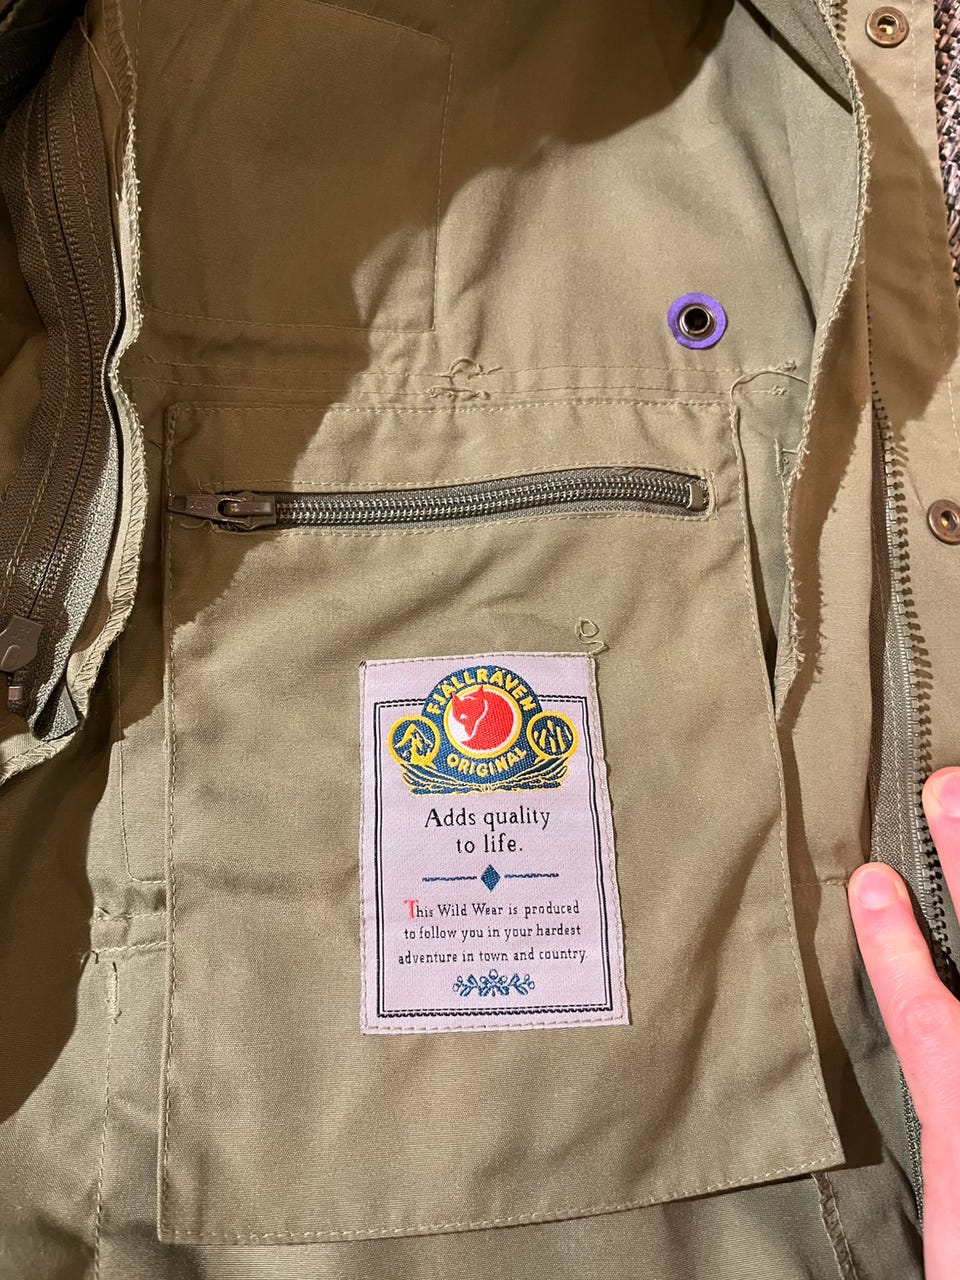 FJÄLLRÄVEN
ORIGINAL
Adds quality
to life.
This Wild Wear is produced
to follow you in your hardest
adventure in town and country.